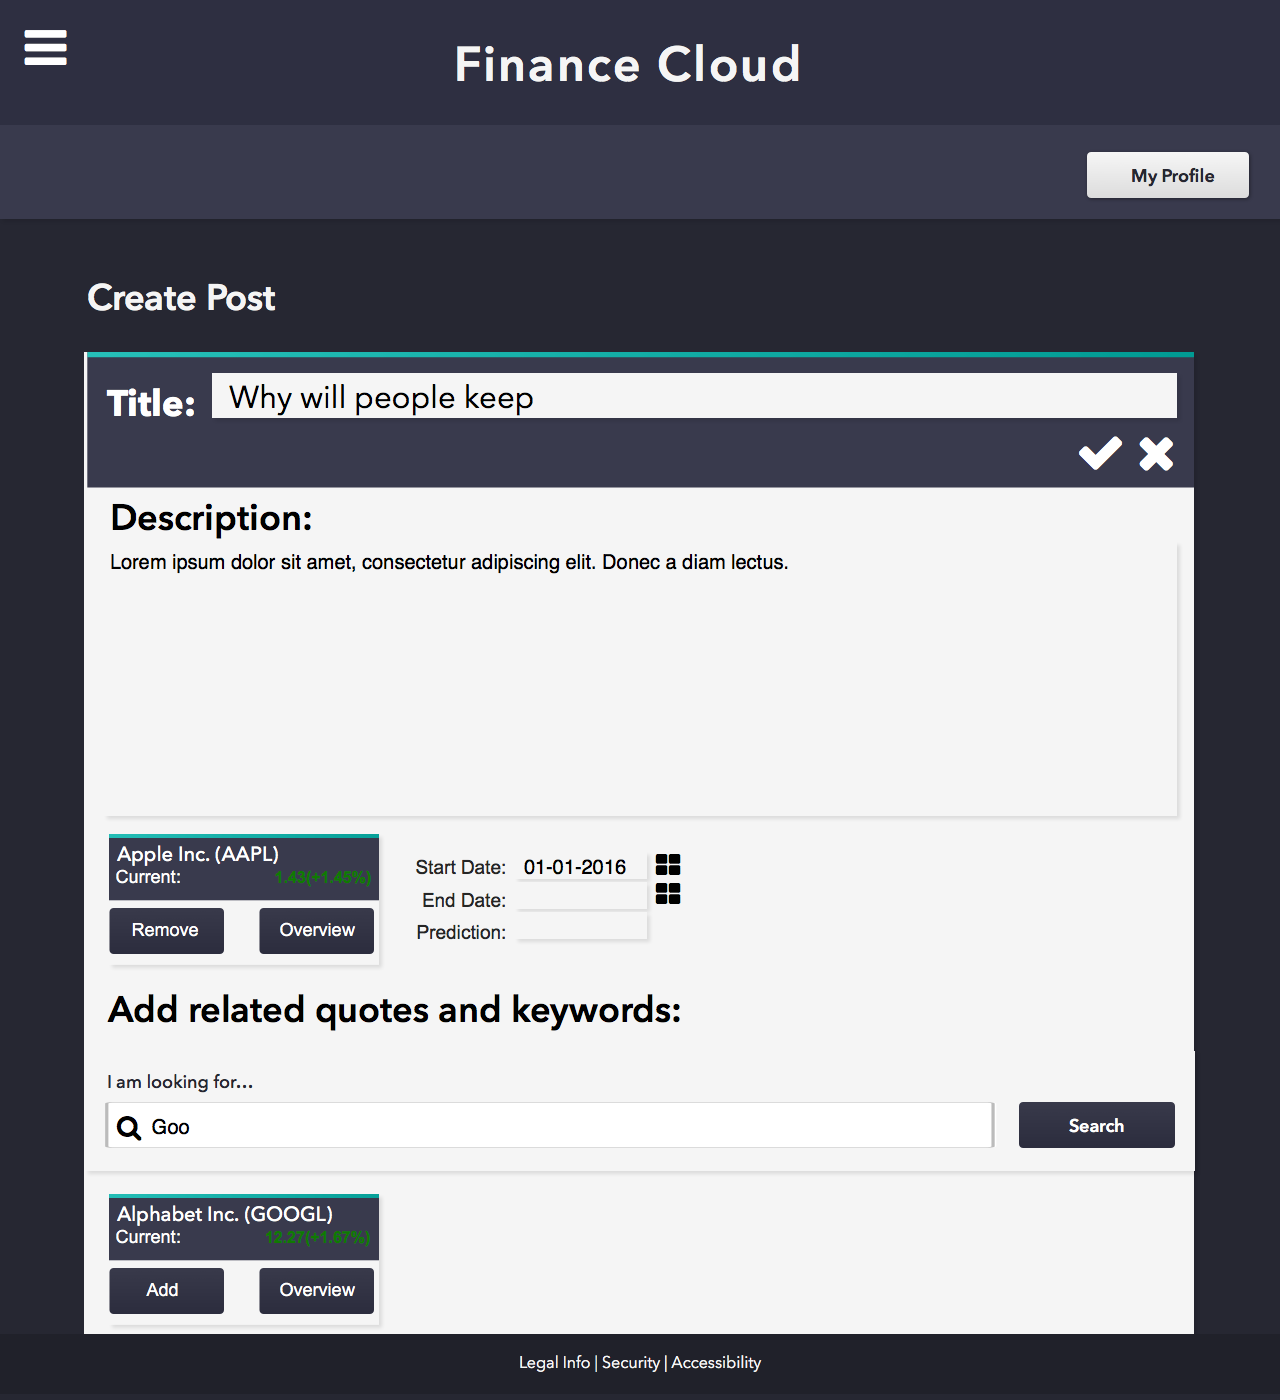 Finance Cloud
My Profile
Create Post
Title: Why will people keep
Description:
Lorem ipsum dolor sit amet, consectetur adipiscing elit. Donec a diam lectus.
Apple Inc. (AAPL)
Current: 1.43(+1.45%)
Remove Overview
Start Date: 01-01-2016
End Date:
Prediction:
Add related quotes and keywords:
I am looking for...
Goo Search
Alphabet Inc. (GOOGL)
Current: 12.27(+1.67%)
Add Overview
Legal Info | Security | Accessibility